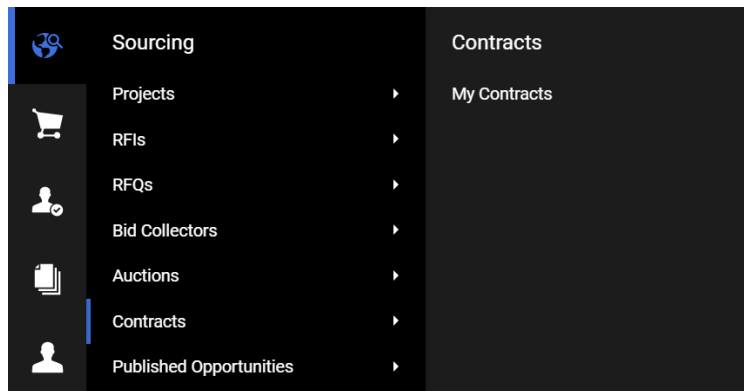 Sourcing
Projects
RFIs
RFQs
Bid Collectors
Auctions
Contracts
Published Opportunities
Contracts
My Contracts